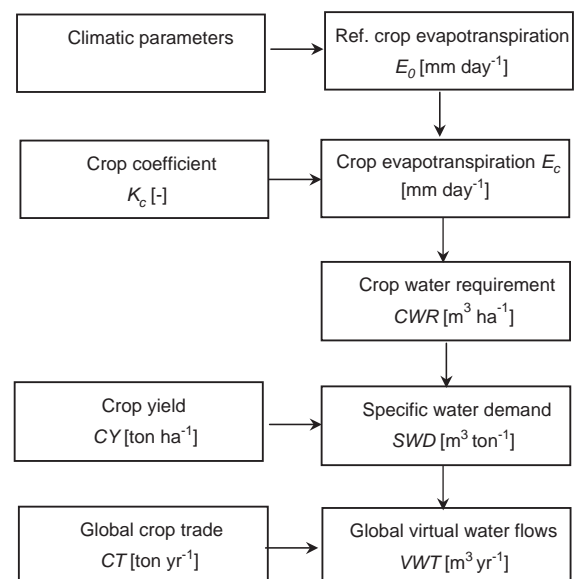 Climatic parameters
Ref. crop evapotranspiration
E₀ [mm day⁻¹]
Crop coefficient
K_c [-]
Crop evapotranspiration E_c
[mm day⁻¹]
Crop water requirement
CWR [m³ ha⁻¹]
Crop yield
CY [ton ha⁻¹]
Specific water demand
SWD [m³ ton⁻¹]
Global crop trade
CT [ton yr⁻¹]
Global virtual water flows
VWT [m³ yr⁻¹]